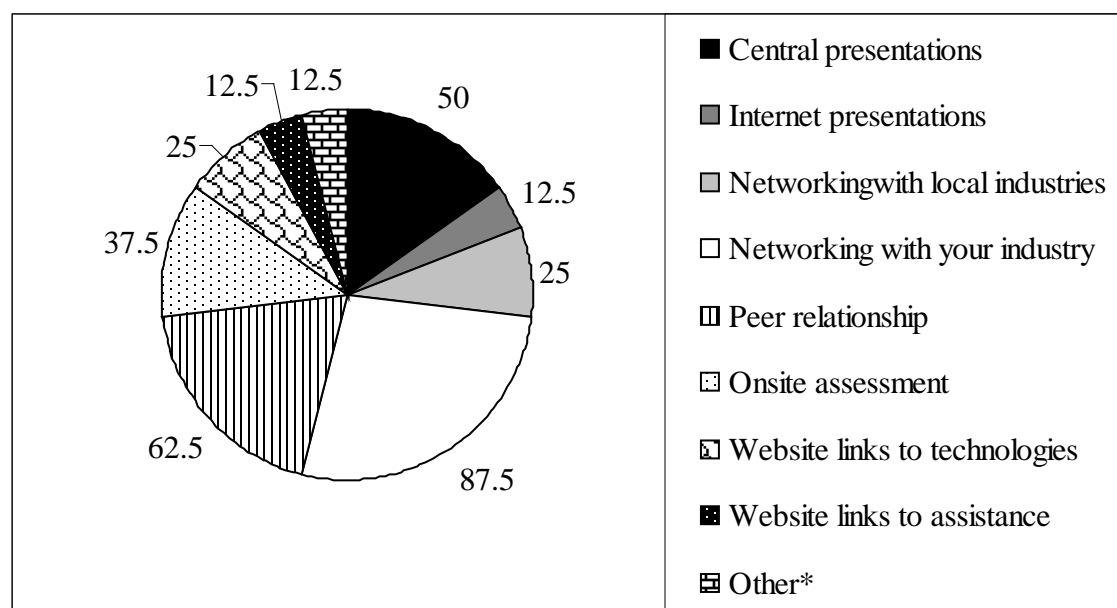 12.5
12.5
50
25
12.5
37.5
25
62.5
87.5
Central presentations
Internet presentations
Networkingwith local industries
Networking with your industry
Peer relationship
Onsite assessment
Website links to technologies
Website links to assistance
Other*